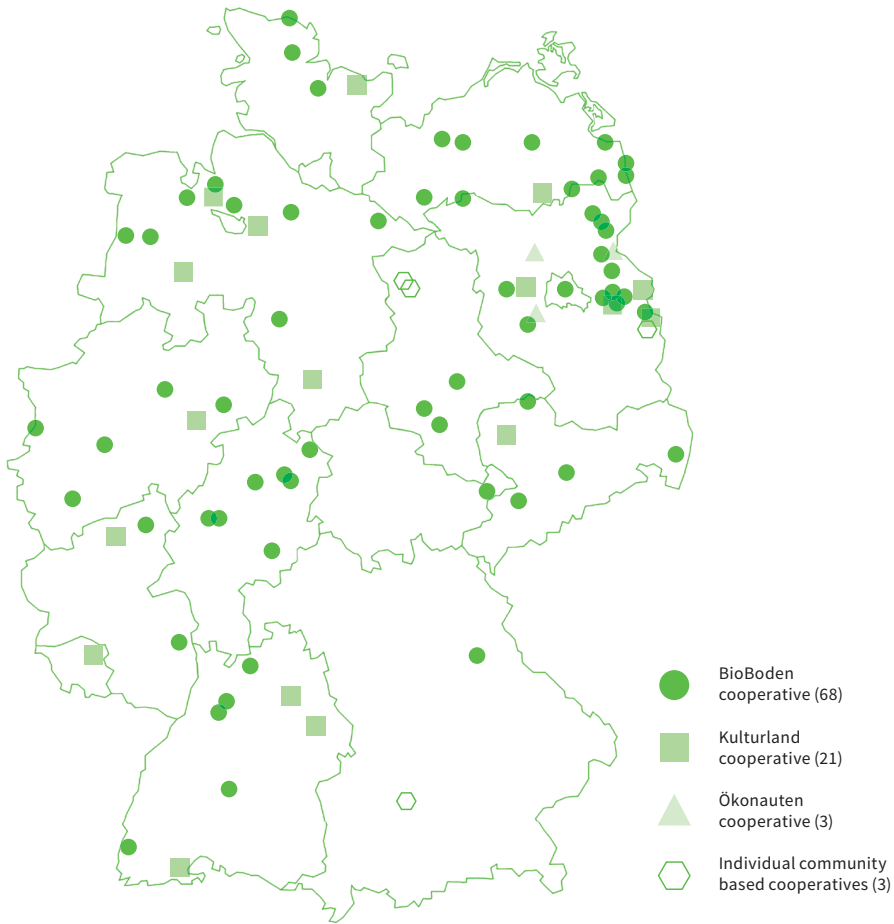 BioBoden
cooperative (68)
Kulturland
cooperative (21)
Ökonauten
cooperative (3)
Individual community
based cooperatives (3)